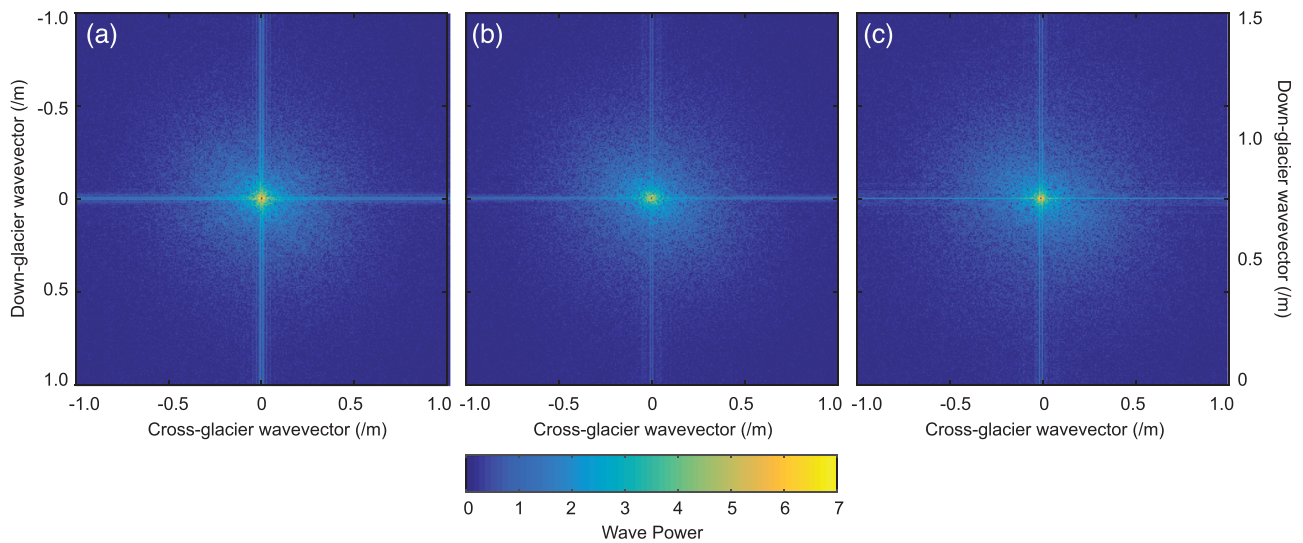 (a)
(b)
(c)
-1.0
-0.5
0
0.5
1.0
Down-glacier wavevector (/m)
1.5
1.0
0.5
0
Down-glacier wavevector (/m)
-1.0 -0.5 0 0.5 1.0
-1.0 -0.5 0 0.5 1.0
-1.0 -0.5 0 0.5 1.0
Cross-glacier wavevector (/m)
Cross-glacier wavevector (/m)
Cross-glacier wavevector (/m)
0 1 2 3 4 5 6 7
Wave Power